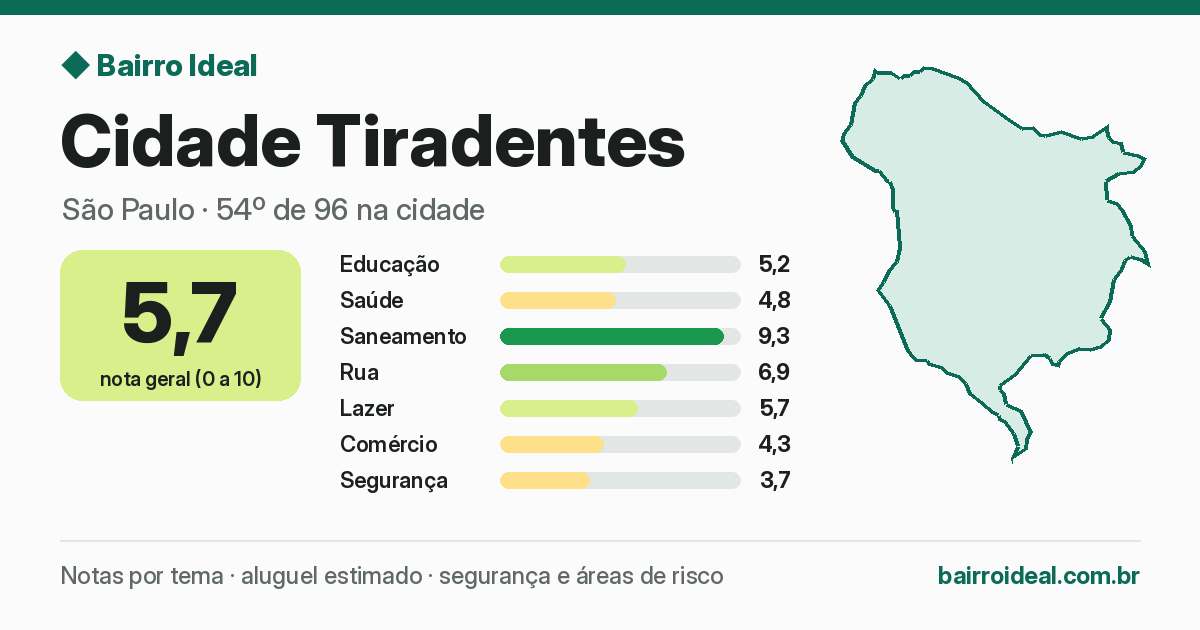 Bairro Ideal
Cidade Tiradentes
São Paulo · 54º de 96 na cidade
5,7
nota geral (0 a 10)
Educação 5,2
Saúde 4,8
Saneamento 9,3
Rua 6,9
Lazer 5,7
Comércio 4,3
Segurança 3,7
Notas por tema · aluguel estimado · segurança e áreas de risco
bairroideal.com.br